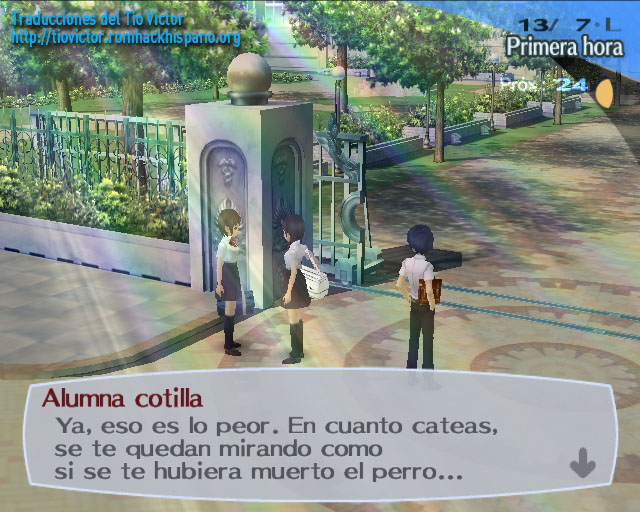 Traducciones del Tio Victor
http://tiovictor.romhackhispano.org
13/ 7·L
Primera hora
24
Alumna cotilla
Ya, eso es lo peor. En cuanto cateas,
se te quedan mirando como
si se te hubiera muerto el perro...